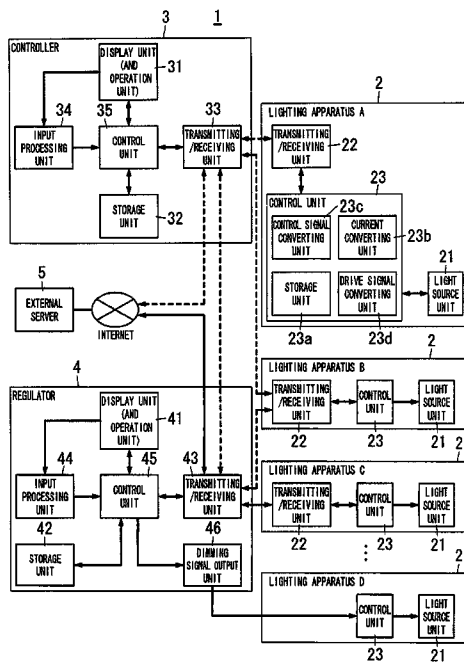 1
3
CONTROLLER
DISPLAY UNIT
(AND
OPERATION
UNIT)
31
34
35
33
INPUT
PROCESSING
UNIT
CONTROL
UNIT
TRANSMITTING
/RECEIVING
UNIT
STORAGE
UNIT
32
2
LIGHTING APPARATUS A
TRANSMITTING
/RECEIVING
UNIT
22
23
CONTROL UNIT
23c
CONTROL SIGNAL
CONVERTING
UNIT
CURRENT
CONVERTING
UNIT
23b
21
STORAGE
UNIT
DRIVE SIGNAL
CONVERTING
UNIT
LIGHT
SOURCE
UNIT
23a
23d
5
EXTERNAL
SERVER
INTERNET
4
REGULATOR
DISPLAY UNIT
(AND
OPERATION
UNIT)
41
44
45
43
INPUT
PROCESSING
UNIT
CONTROL
UNIT
TRANSMITTING
/RECEIVING
UNIT
42
46
STORAGE
UNIT
DIMMING
SIGNAL OUTPUT
UNIT
2
LIGHTING APPARATUS B
TRANSMITTING
/RECEIVING
UNIT
CONTROL
UNIT
LIGHT
SOURCE
UNIT
22
23
21
2
LIGHTING APPARATUS C
TRANSMITTING
/RECEIVING
UNIT
CONTROL
UNIT
LIGHT
SOURCE
UNIT
22
23
21
2
LIGHTING APPARATUS D
CONTROL
UNIT
LIGHT
SOURCE
UNIT
23
21